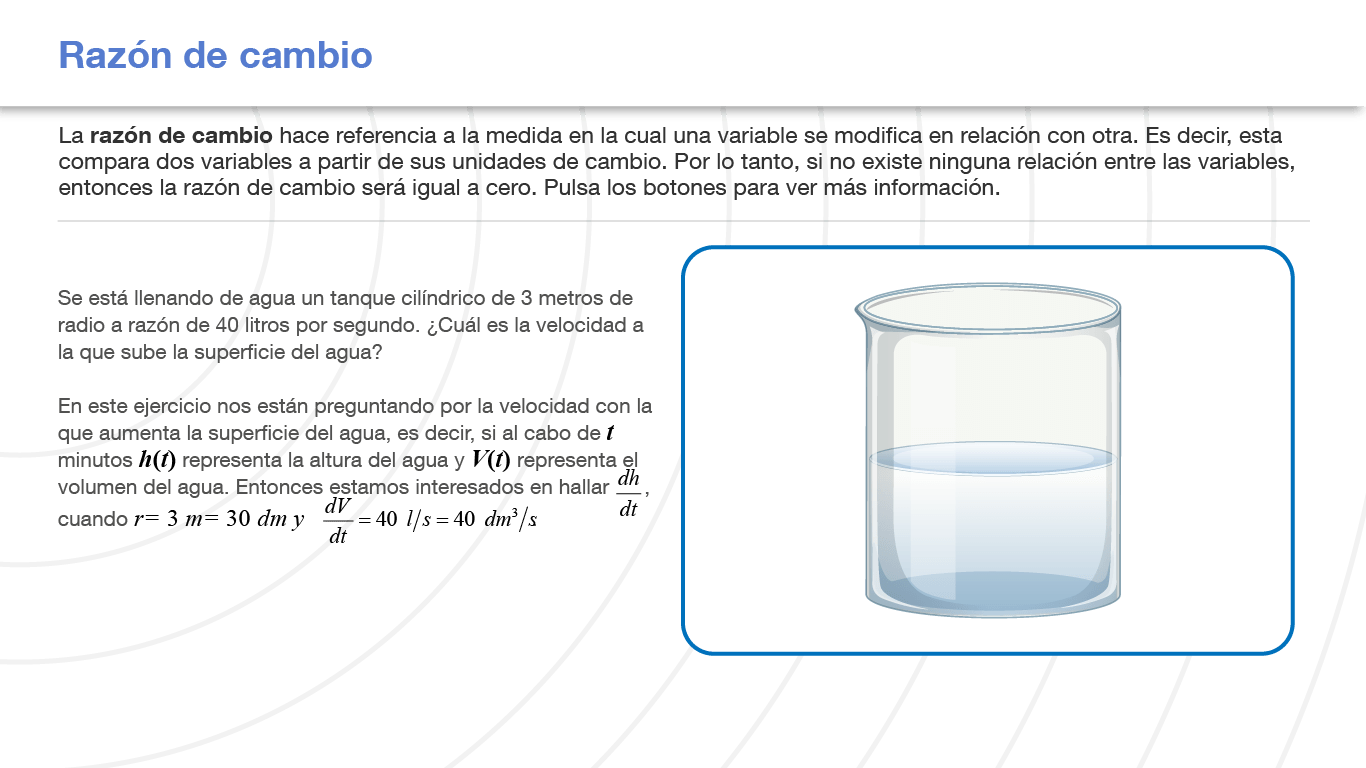 Razón de cambio
La razón de cambio hace referencia a la medida en la cual una variable se modifica en relación con otra. Es decir, esta
compara dos variables a partir de sus unidades de cambio. Por lo tanto, si no existe ninguna relación entre las variables,
entonces la razón de cambio será igual a cero. Pulsa los botones para ver más información.
Se está llenando de agua un tanque cilíndrico de 3 metros de
radio a razón de 40 litros por segundo. ¿Cuál es la velocidad a
la que sube la superficie del agua?
En este ejercicio nos están preguntando por la velocidad con la
que aumenta la superficie del agua, es decir, si al cabo de t
minutos h(t) representa la altura del agua y V(t) representa el
volumen del agua. Entonces estamos interesados en hallar dh/dt,
cuando r= 3 m= 30 dm y dV/dt = 40 l/s = 40 dm³/s